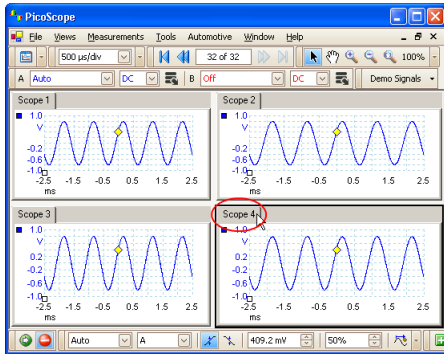 PicoScope
File Views Measurements Tools Automotive Window Help
500 µs/div 32 of 32 100%
A Auto DC B Off DC Demo Signals
Scope 1 Scope 2
1.0 1.0
V V
-0.2 -0.2
-0.6 -0.6
-1.0 -1.0
-2.5 -1.5 -0.5 0.5 1.5 2.5 -2.5 -1.5 -0.5 0.5 1.5 2.5
ms ms
Scope 3 Scope 4
1.0 1.0
V V
0.2 0.2
-0.2 -0.2
-0.6 -0.6
-1.0 -1.0
-2.5 -1.5 -0.5 0.5 1.5 2.5 -2.5 -1.5 -0.5 0.5 1.5 2.5
ms ms
Auto A 409.2 mV 50%